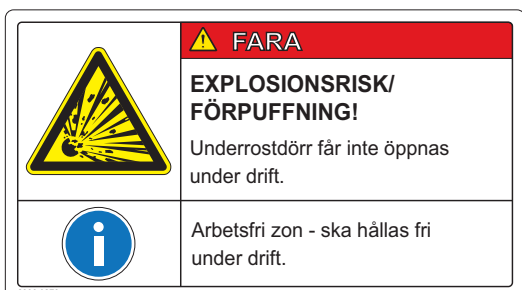 FARA
EXPLOSIONSRISK/
FÖRPUFFNING!
Underrostdörr får inte öppnas
under drift.
Arbetsfri zon - ska hållas fri
under drift.